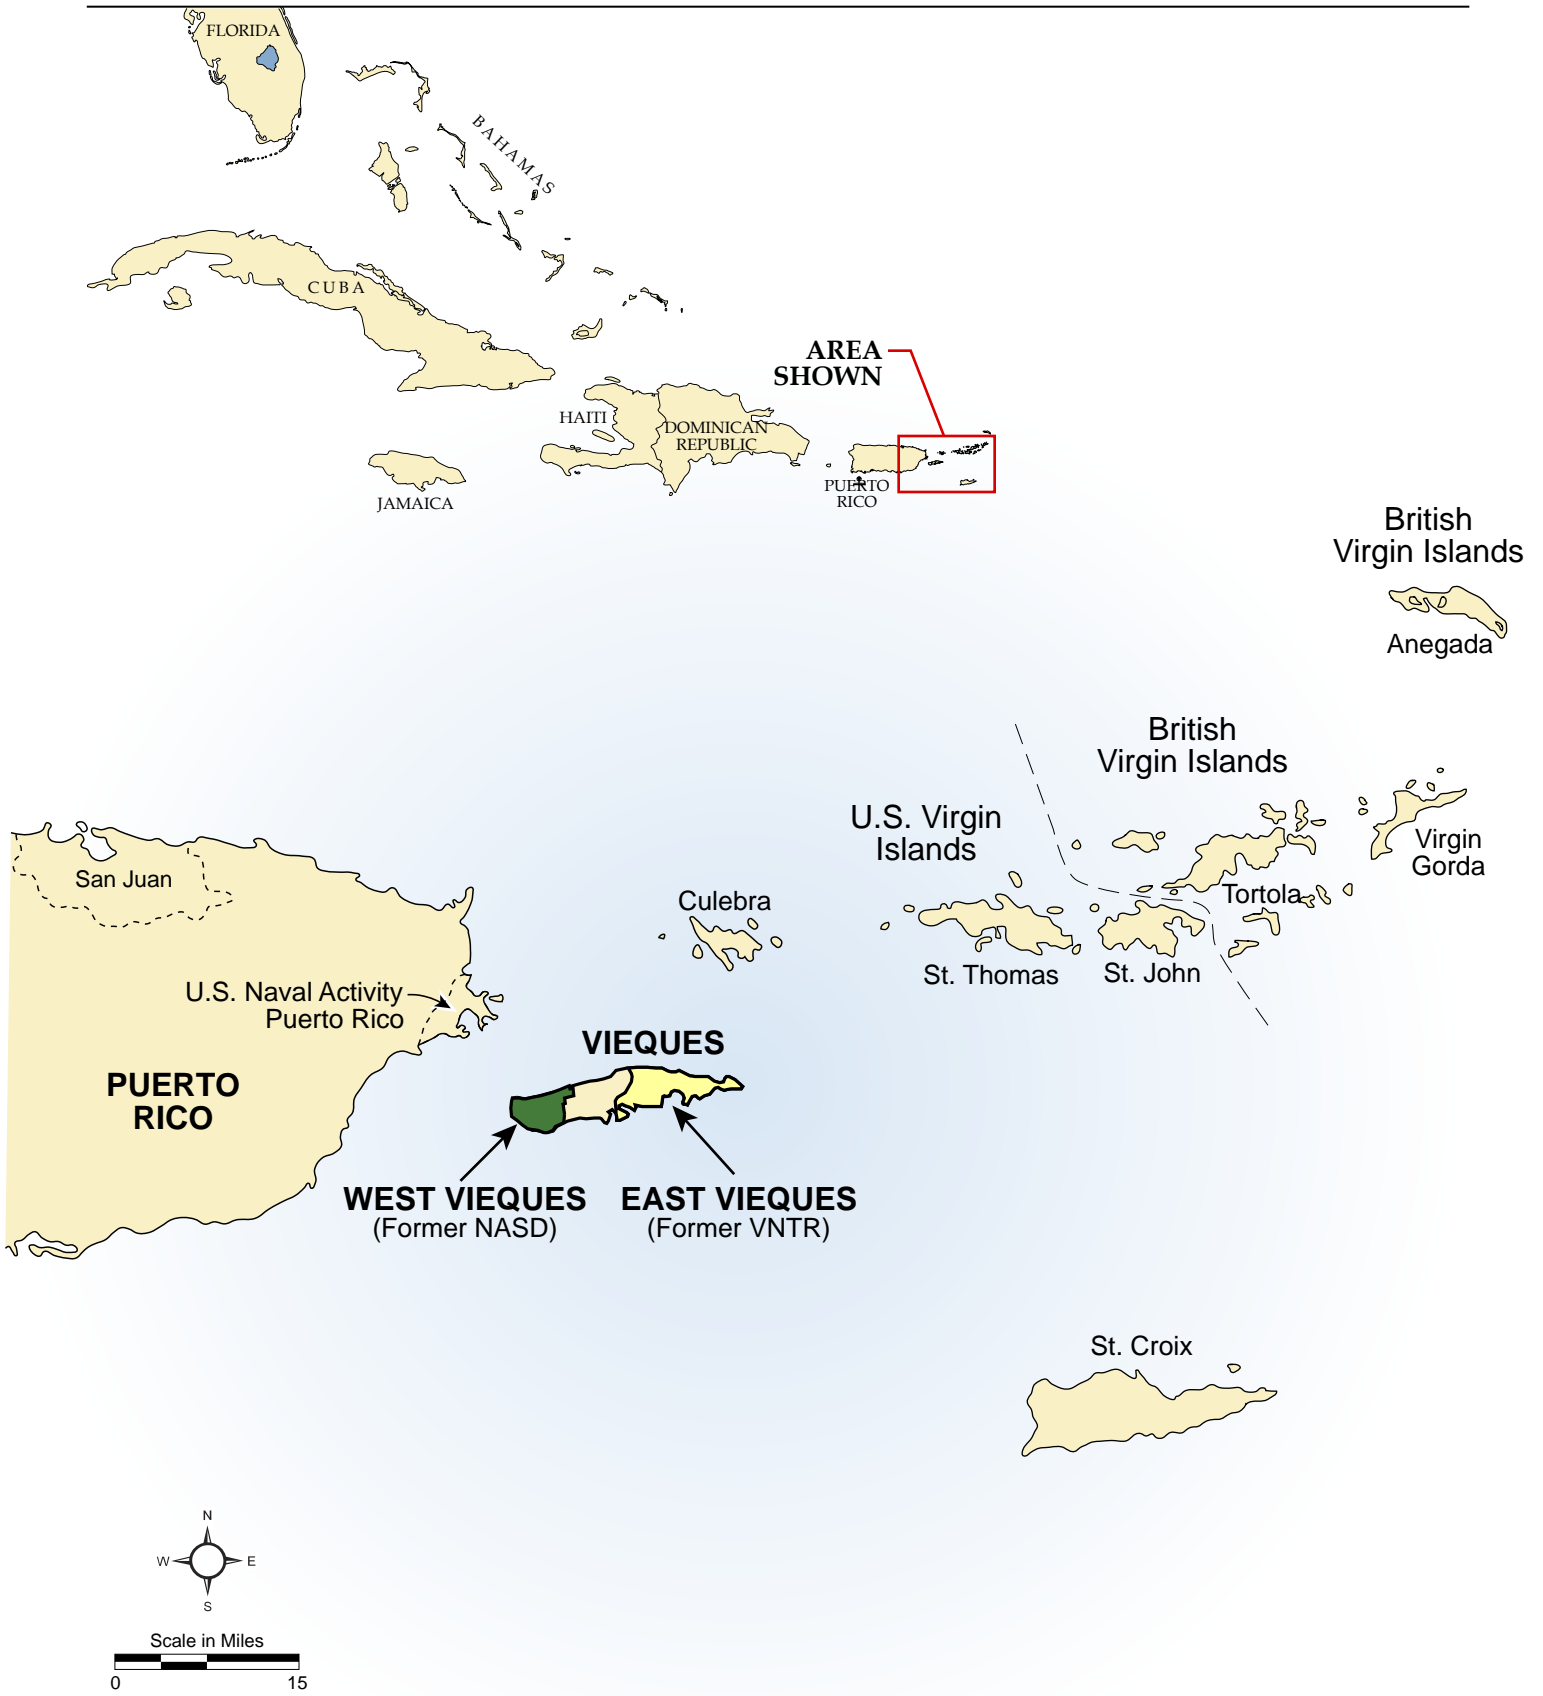 FLORIDA
BAHAMAS
CUBA
AREA
SHOWN
HAITI
DOMINICAN
REPUBLIC
JAMAICA
PUERTO
RICO
British
Virgin Islands
Anegada
British
Virgin Islands
U.S. Virgin
Islands
Virgin
Gorda
San Juan
Culebra
Tortola
St. Thomas
St. John
U.S. Naval Activity
Puerto Rico
VIEQUES
PUERTO
RICO
WEST VIEQUES
(Former NASD)
EAST VIEQUES
(Former VNTR)
St. Croix
N
W
E
S
Scale in Miles
0
15